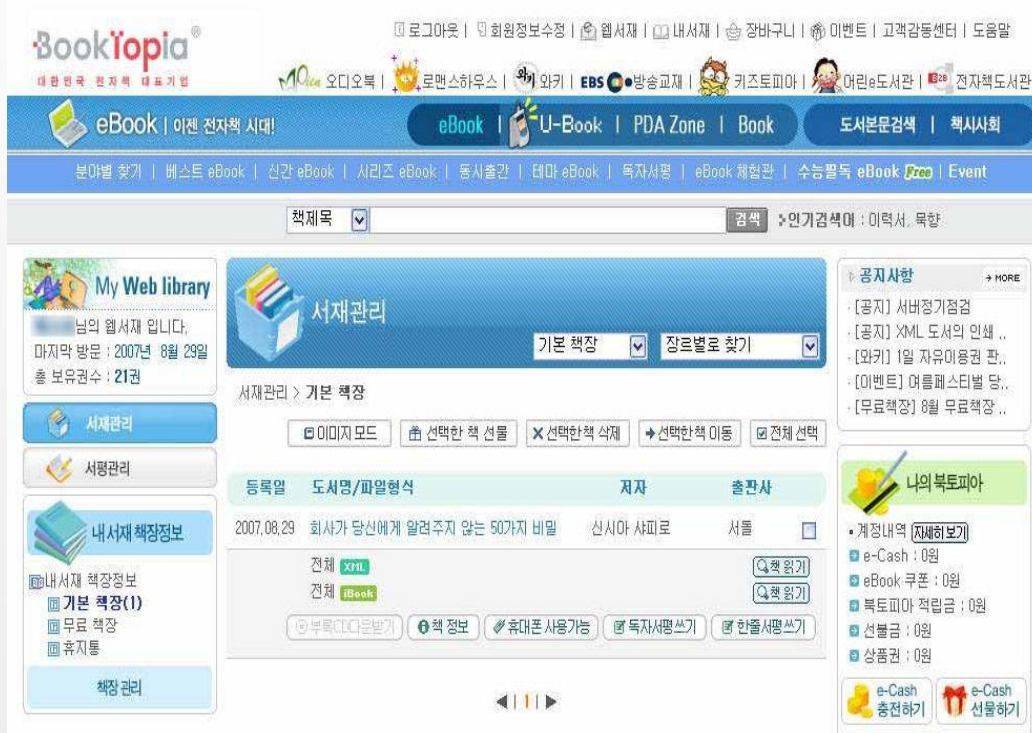 BookTopia®
대한민국 전자책 대표기업
로그아웃 | 회원정보수정 | 웹서재 | 내서재 | 장바구니 | 이벤트 | 고객감동센터 | 도움말
오디오북 | 로맨스하우스 | 와키 와키 | EBS 방송교재 | 키즈토피아 | 어린e도서관 | B2B 전자책도서관
eBook | 이젠 전자책 시대!
eBook | U-Book | PDA Zone | Book
도서본문검색 | 책시사회
분야별 찾기 | 베스트 eBook | 신간 eBook | 시리즈 eBook | 동시출간 | 테마 eBook | 독자서평 | eBook 체험관 | 수능필독 eBook Free | Event
책제목
검색
인기검색어 : 이력서, 묵향
My Web library
님의 웹서재 입니다.
마지막 방문 : 2007년 8월 29일
총 보유권수 : 21권
서재관리
서평관리
내 서재 책장정보
내서재 책장정보
기본 책장(1)
무료 책장
휴지통
책장 관리
서재관리
기본 책장
장르별로 찾기
서재관리 > 기본 책장
이미지 모드
선택한 책 선물
선택한책 삭제
선택한책 이동
전체 선택
등록일 도서명/파일형식 저자 출판사
2007.08.29 회사가 당신에게 알려주지 않는 50가지 비밀 신시아 샤피로 서돌
전체 XML 책 읽기
전체 iBook 책 읽기
부록CD다운받기
책 정보
휴대폰 사용가능
독자서평쓰기
한줄서평쓰기
◀ | 1 | ▶
공지사항
MORE
· [공지] 서버정기점검
· [공지] XML 도서의 인쇄 ..
· [와키] 1일 자유이용권 판..
· [이벤트] 여름페스티벌 당..
· [무료책장] 8월 무료책장 ..
나의 북토피아
• 계정내역 자세히 보기
e-Cash : 0원
eBook 쿠폰 : 0원
북토피아 적립금 : 0원
선불금 : 0원
상품권 : 0원
e-Cash 충전하기
e-Cash 선물하기